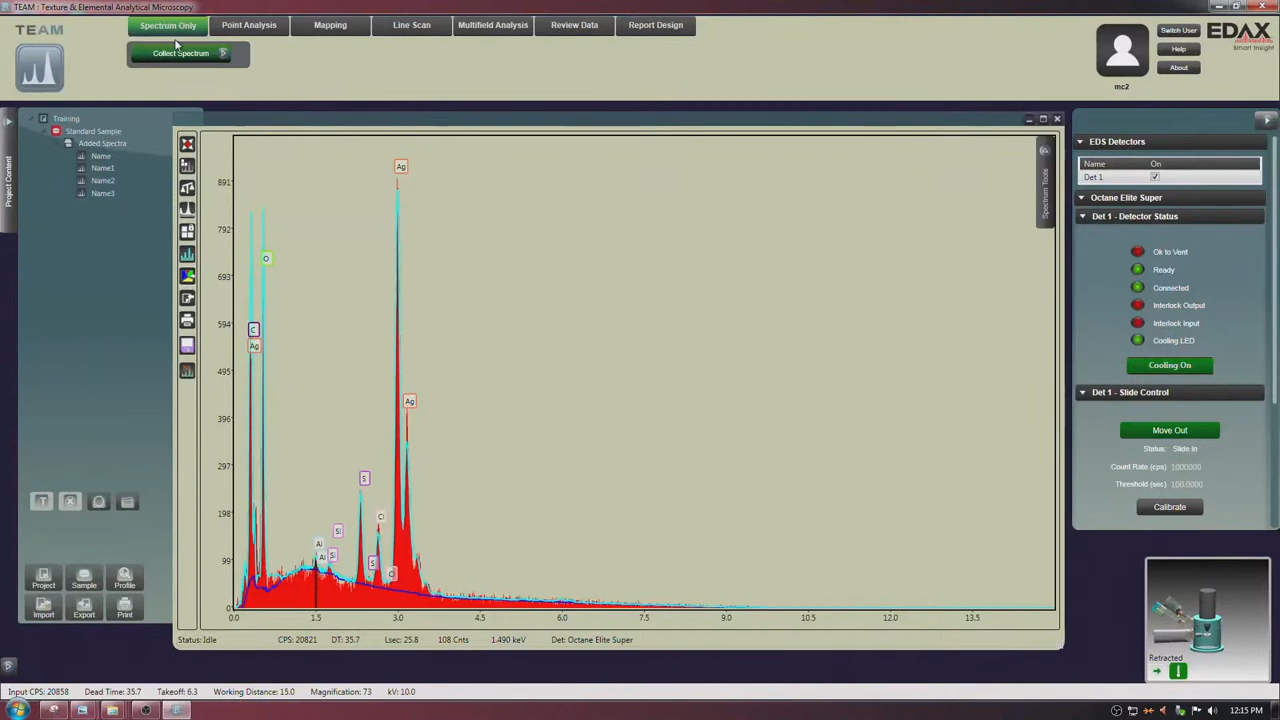 TEAM : Texture & Elemental Analytical Microscopy
TEAM
Spectrum Only
Point Analysis
Mapping
Line Scan
Multifield Analysis
Review Data
Report Design
Collect Spectrum
mc2
Switch User
Help
About
EDAX
Smart Insight
Project Content
Training
Standard Sample
Added Spectra
Name
Name1
Name2
Name3
T
Project
Sample
Profile
Import
Export
Print
Spectrum Tools
891
792
693
594
495
396
297
198
99
0
0.0
1.5
3.0
4.5
6.0
7.5
9.0
10.5
12.0
13.5
Ag
O
C
Ag
Ag
S
Cl
Si
Al
Al
Si
S
Cl
Status: Idle
CPS: 20821
DT: 35.7
Lsec: 25.8
108 Cnts
1.490 keV
Det: Octane Elite Super
EDS Detectors
Name On
Det 1
Octane Elite Super
Det 1 - Detector Status
Ok to Vent
Ready
Connected
Interlock Output
Interlock Input
Cooling LED
Cooling On
Det 1 - Slide Control
Move Out
Status: Slide In
Count Rate (cps) 1000000
Threshold (sec) 100.0000
Calibrate
Retracted
Input CPS: 20858
Dead Time: 35.7
Takeoff: 6.3
Working Distance: 15.0
Magnification: 73
kV: 10.0
12:15 PM